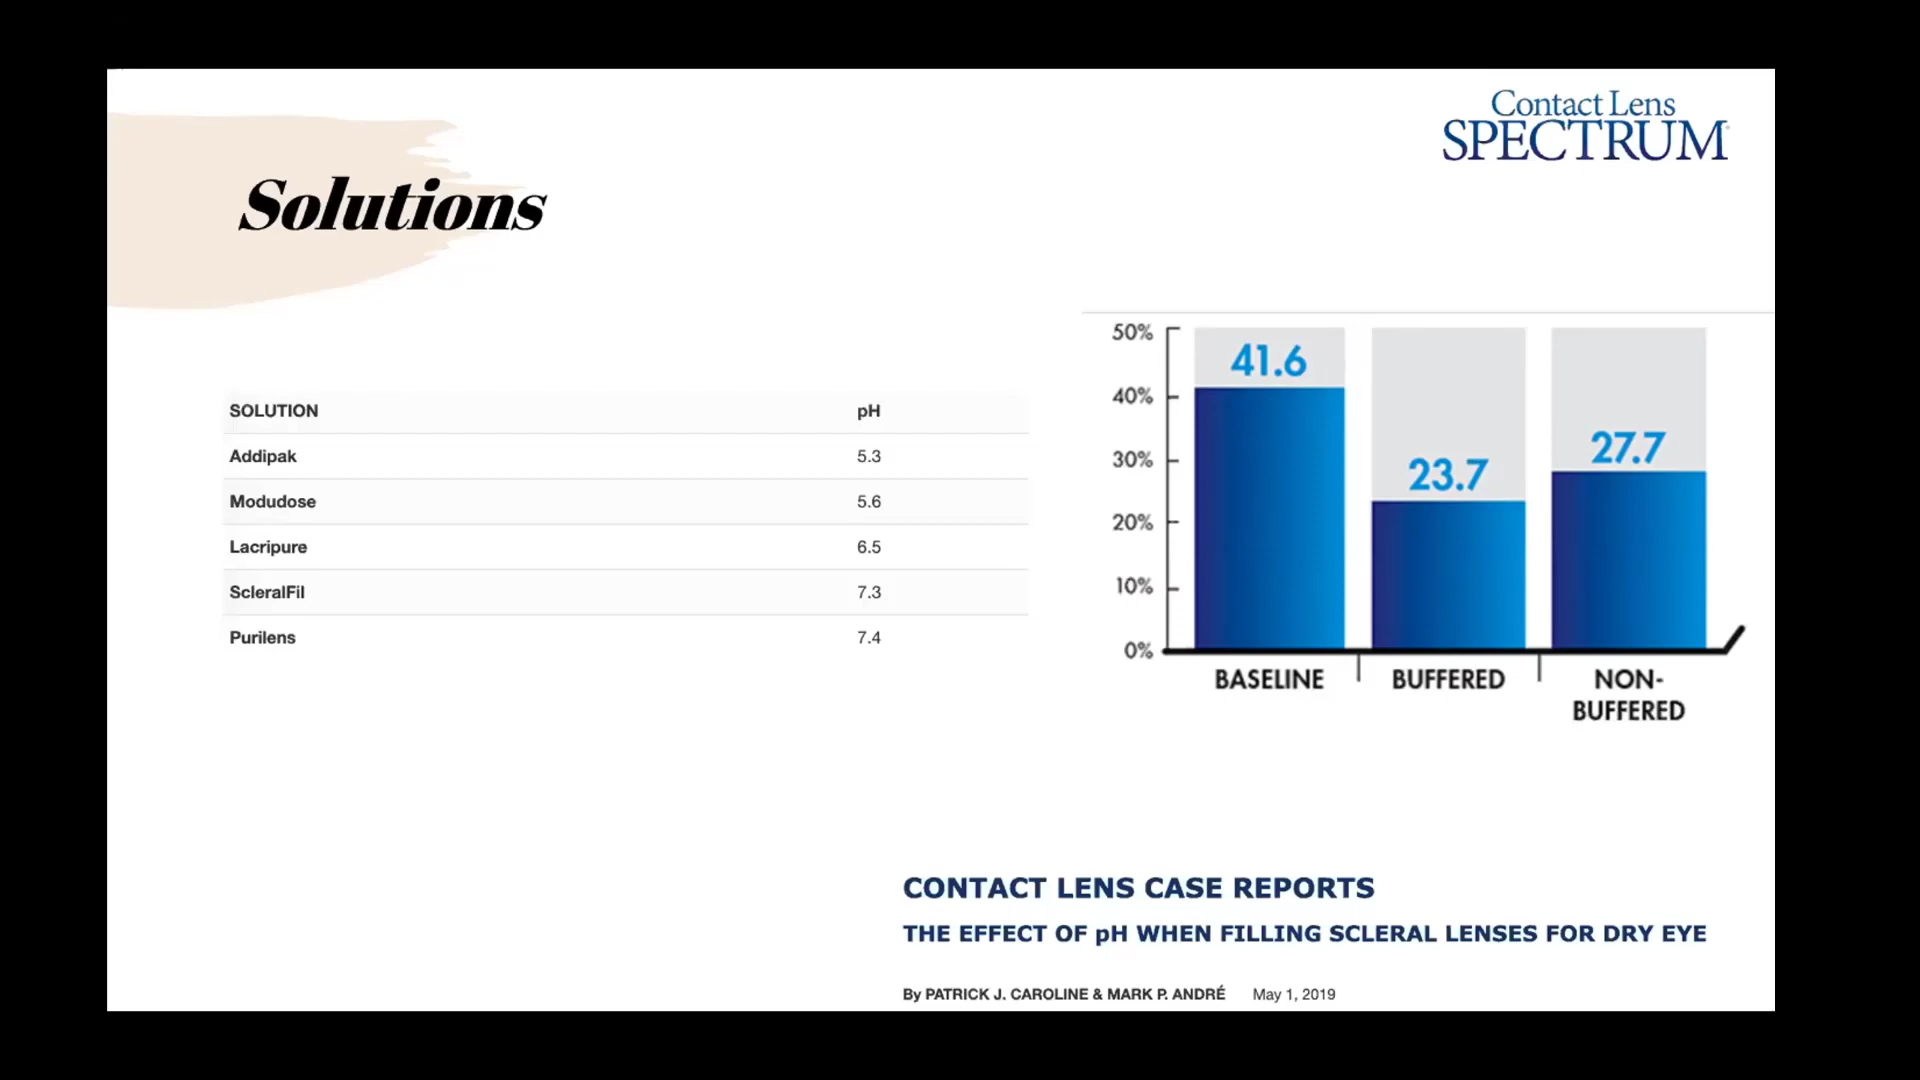 Contact Lens
SPECTRUM
Solutions
SOLUTION pH
Addipak 5.3
Modudose 5.6
Lacripure 6.5
ScleralFil 7.3
Purilens 7.4
50%
40%
30%
20%
10%
0%
41.6
23.7
27.7
BASELINE
BUFFERED
NON-
BUFFERED
CONTACT LENS CASE REPORTS
THE EFFECT OF pH WHEN FILLING SCLERAL LENSES FOR DRY EYE
By PATRICK J. CAROLINE & MARK P. ANDRÉ May 1, 2019